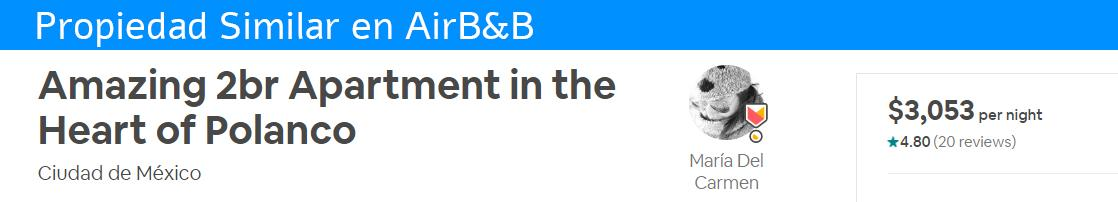 Propiedad Similar en AirB&B
Amazing 2br Apartment in the
Heart of Polanco
Ciudad de México
María Del
Carmen
$3,053 per night
★4.80 (20 reviews)